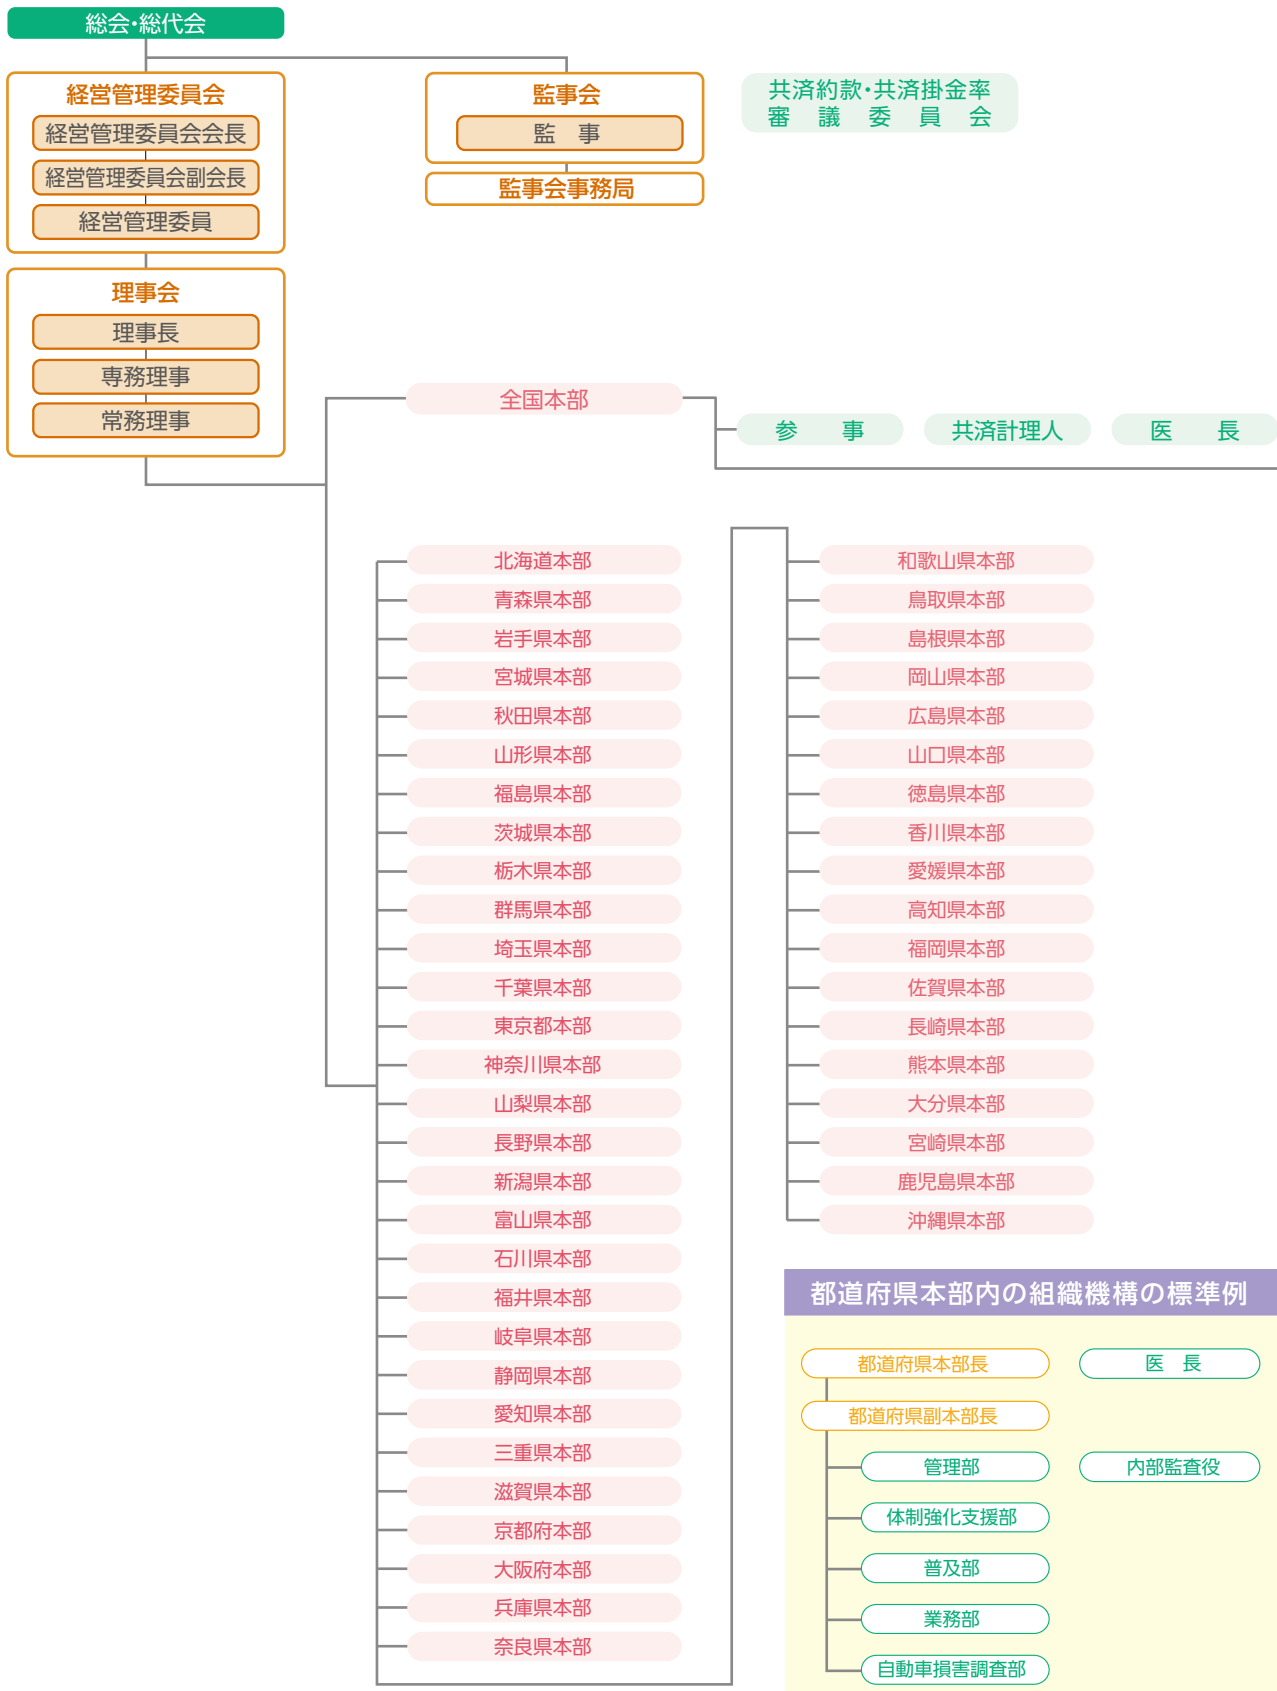 総会・総代会
経営管理委員会
経営管理委員会会長
経営管理委員会副会長
経営管理委員
監事会
監　事
監事会事務局
共済約款・共済掛金率
審　議　委　員　会
理事会
理事長
専務理事
常務理事
全国本部
参　　事
共済計理人
医　　長
北海道本部
青森県本部
岩手県本部
宮城県本部
秋田県本部
山形県本部
福島県本部
茨城県本部
栃木県本部
群馬県本部
埼玉県本部
千葉県本部
東京都本部
神奈川県本部
山梨県本部
長野県本部
新潟県本部
富山県本部
石川県本部
福井県本部
岐阜県本部
静岡県本部
愛知県本部
三重県本部
滋賀県本部
京都府本部
大阪府本部
兵庫県本部
奈良県本部
和歌山県本部
鳥取県本部
島根県本部
岡山県本部
広島県本部
山口県本部
徳島県本部
香川県本部
愛媛県本部
高知県本部
福岡県本部
佐賀県本部
長崎県本部
熊本県本部
大分県本部
宮崎県本部
鹿児島県本部
沖縄県本部
都道府県本部内の組織機構の標準例
都道府県本部長
医　長
都道府県副本部長
管理部
内部監査役
体制強化支援部
普及部
業務部
自動車損害調査部